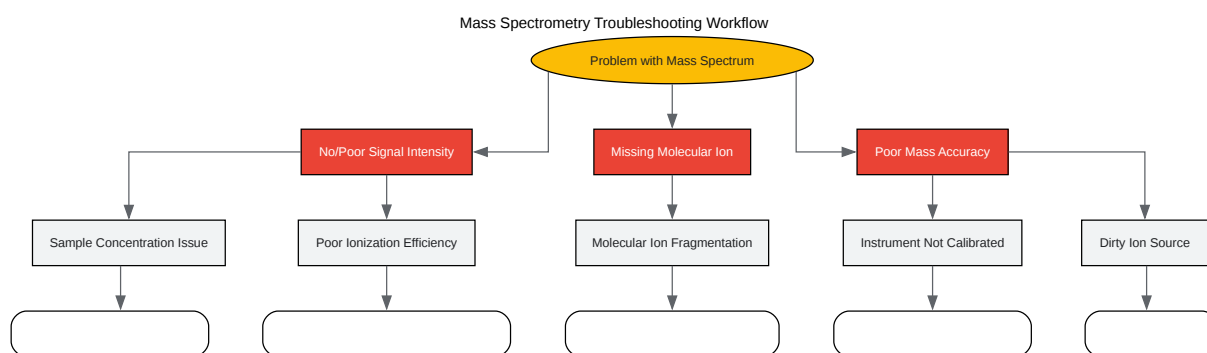 Mass Spectrometry Troubleshooting Workflow
Problem with Mass Spectrum
No/Poor Signal Intensity
Missing Molecular Ion
Poor Mass Accuracy
Sample Concentration Issue
Poor Ionization Efficiency
Molecular Ion Fragmentation
Instrument Not Calibrated
Dirty Ion Source